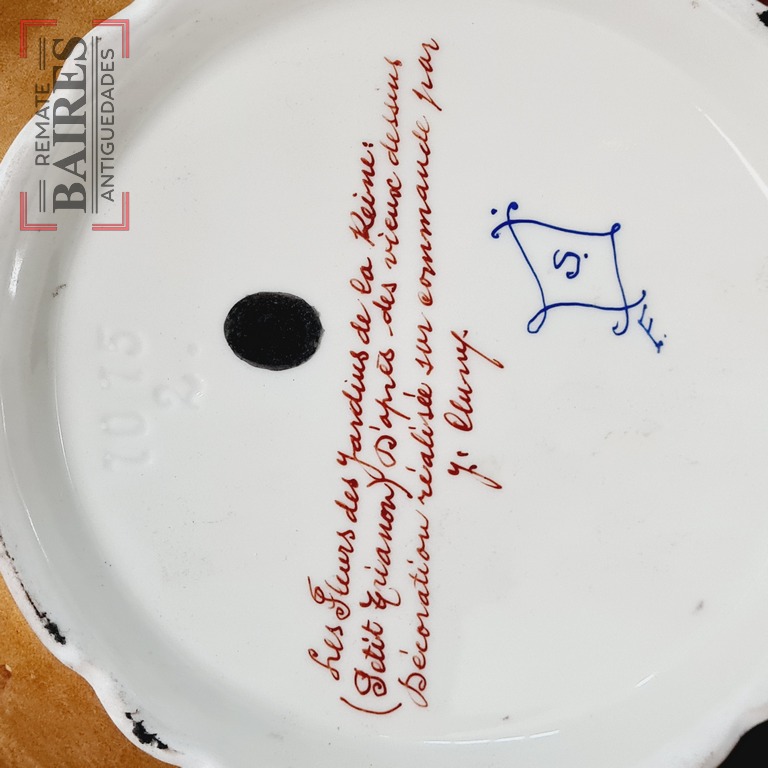 REMATE
BAIRES
ANTIGUEDADES
Les Fleurs des Jardins de la Reine:
(Petit Trianon) D'après des vieux dessins
Décoration réalisée sur commande par
J. Cluny.
S.
F.
7015
2.